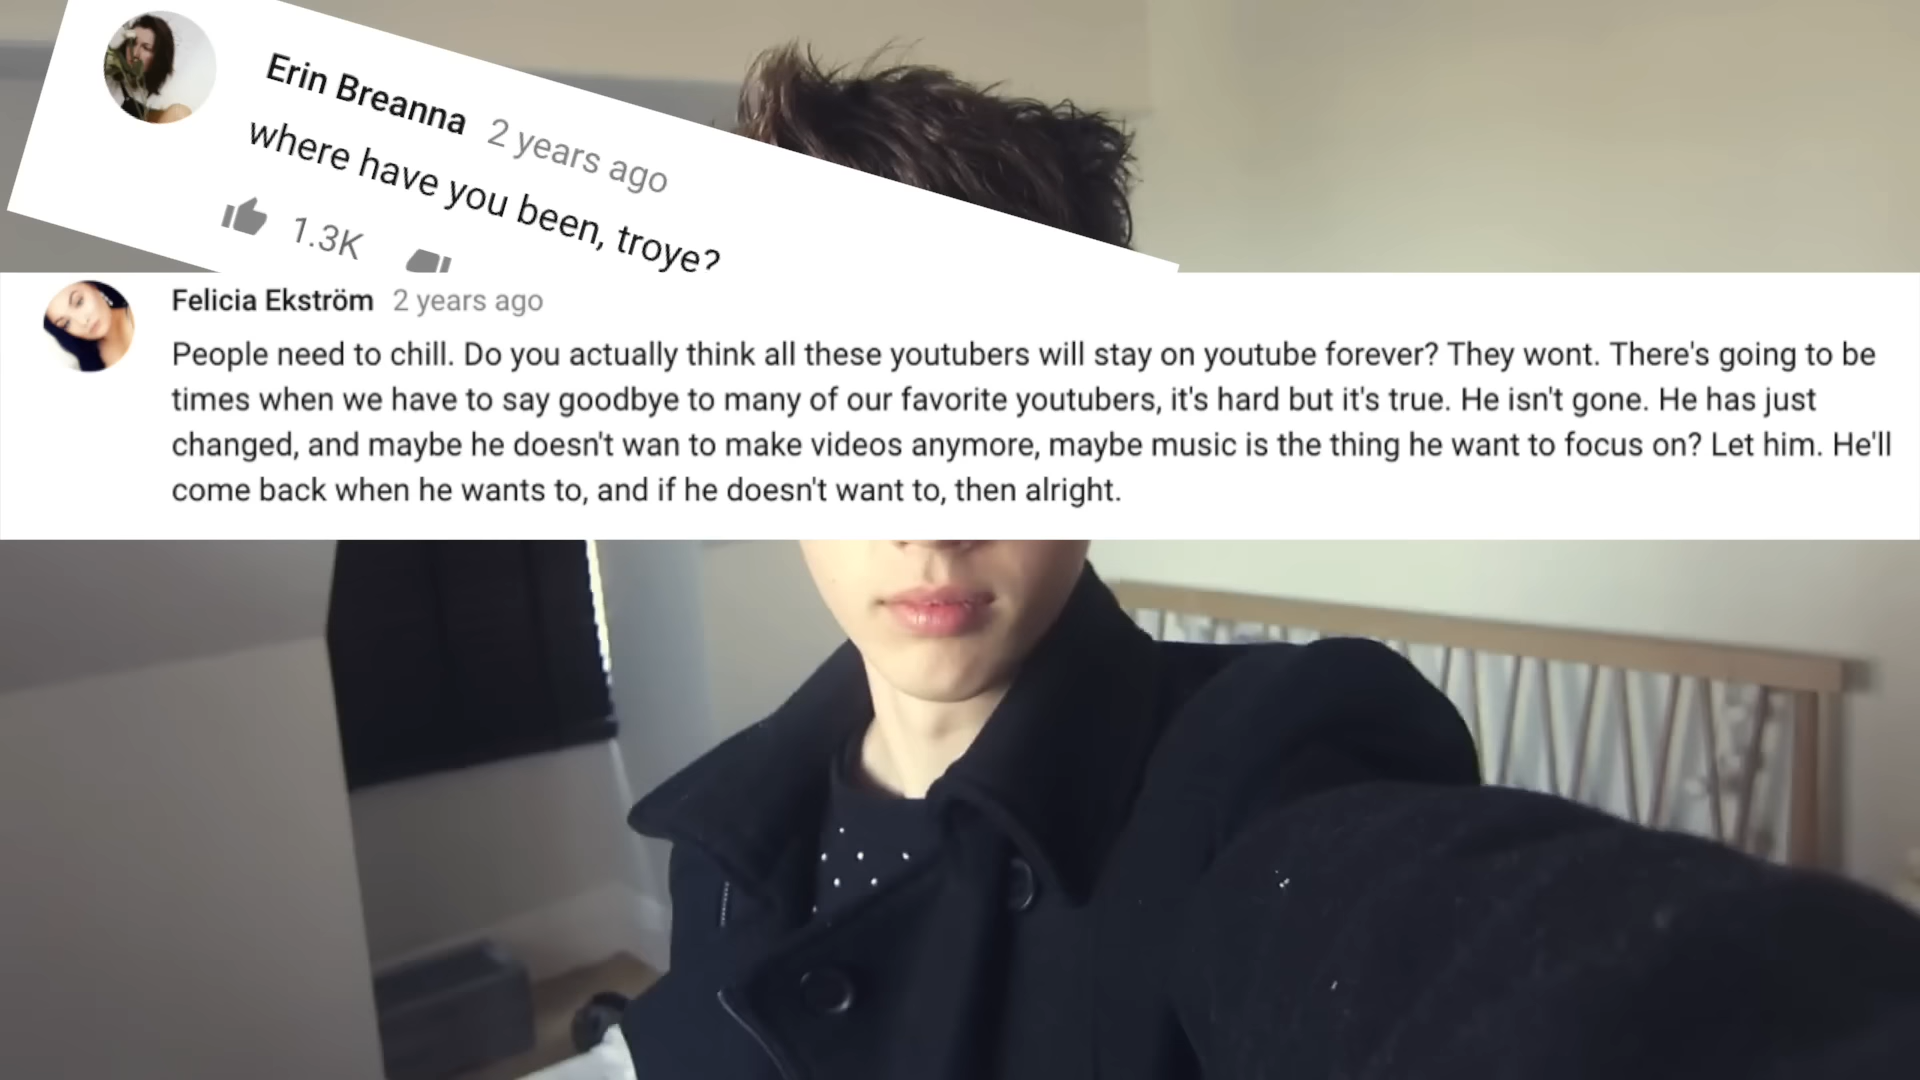 Erin Breanna 2 years ago
where have you been, troye?
1.3K
Felicia Ekström 2 years ago
People need to chill. Do you actually think all these youtubers will stay on youtube forever? They wont. There's going to be
times when we have to say goodbye to many of our favorite youtubers, it's hard but it's true. He isn't gone. He has just
changed, and maybe he doesn't wan to make videos anymore, maybe music is the thing he want to focus on? Let him. He'll
come back when he wants to, and if he doesn't want to, then alright.